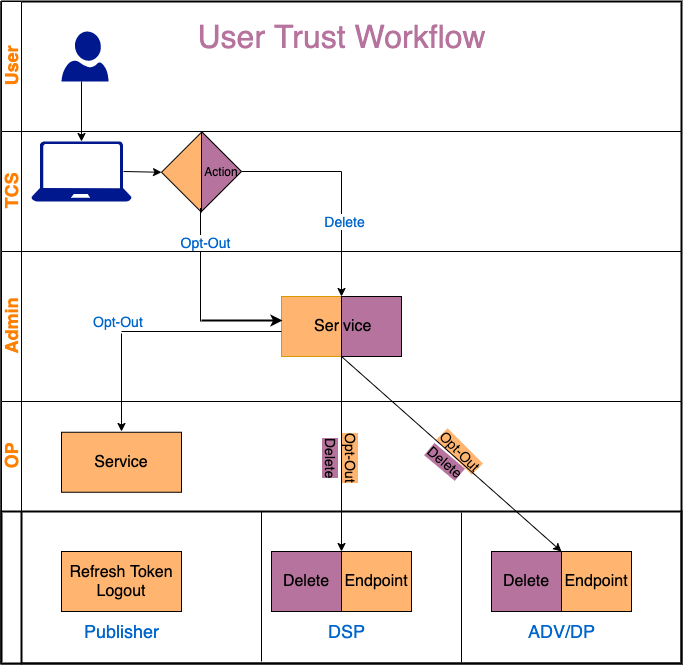 User Trust Workflow
User
TCS
Action
Opt-Out
Delete
Admin
Service
Opt-Out
OP
Service
Opt-Out
Delete
Opt-Out
Delete
Refresh Token
Logout
Delete
Endpoint
Delete
Endpoint
Publisher
DSP
ADV/DP